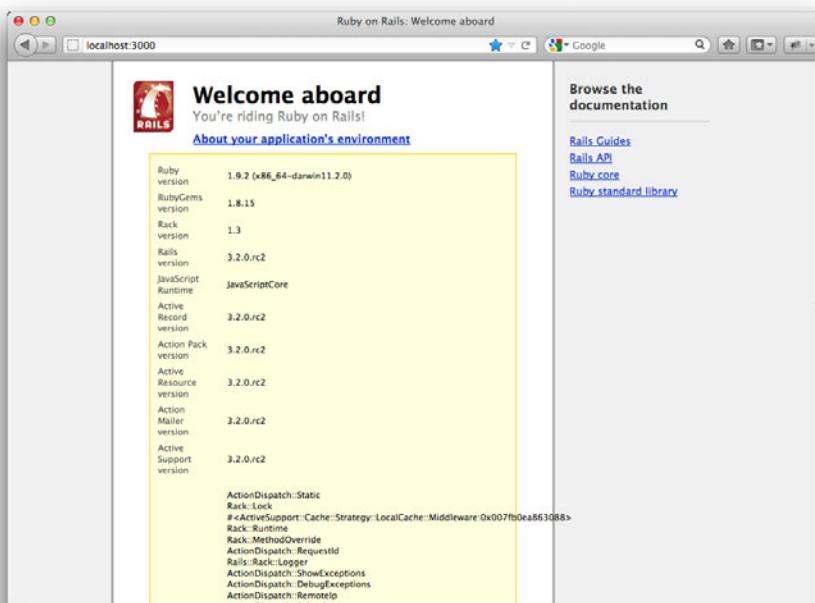 Ruby on Rails: Welcome aboard
localhost:3000
Google
RAILS
Welcome aboard
You're riding Ruby on Rails!
About your application's environment
Ruby version 1.9.2 (x86_64-darwin11.2.0)
RubyGems version 1.8.15
Rack version 1.3
Rails version 3.2.0.rc2
JavaScript Runtime JavaScriptCore
Active Record version 3.2.0.rc2
Action Pack version 3.2.0.rc2
Active Resource version 3.2.0.rc2
Action Mailer version 3.2.0.rc2
Active Support version 3.2.0.rc2
ActionDispatch::Static
Rack::Lock
#<ActiveSupport::Cache::Strategy::LocalCache::Middleware:0x007fb0ea863088>
Rack::Runtime
Rack::MethodOverride
ActionDispatch::RequestId
Rails::Rack::Logger
ActionDispatch::ShowExceptions
ActionDispatch::DebugExceptions
ActionDispatch::RemoteIp
Browse the
documentation
Rails Guides
Rails API
Ruby core
Ruby standard library